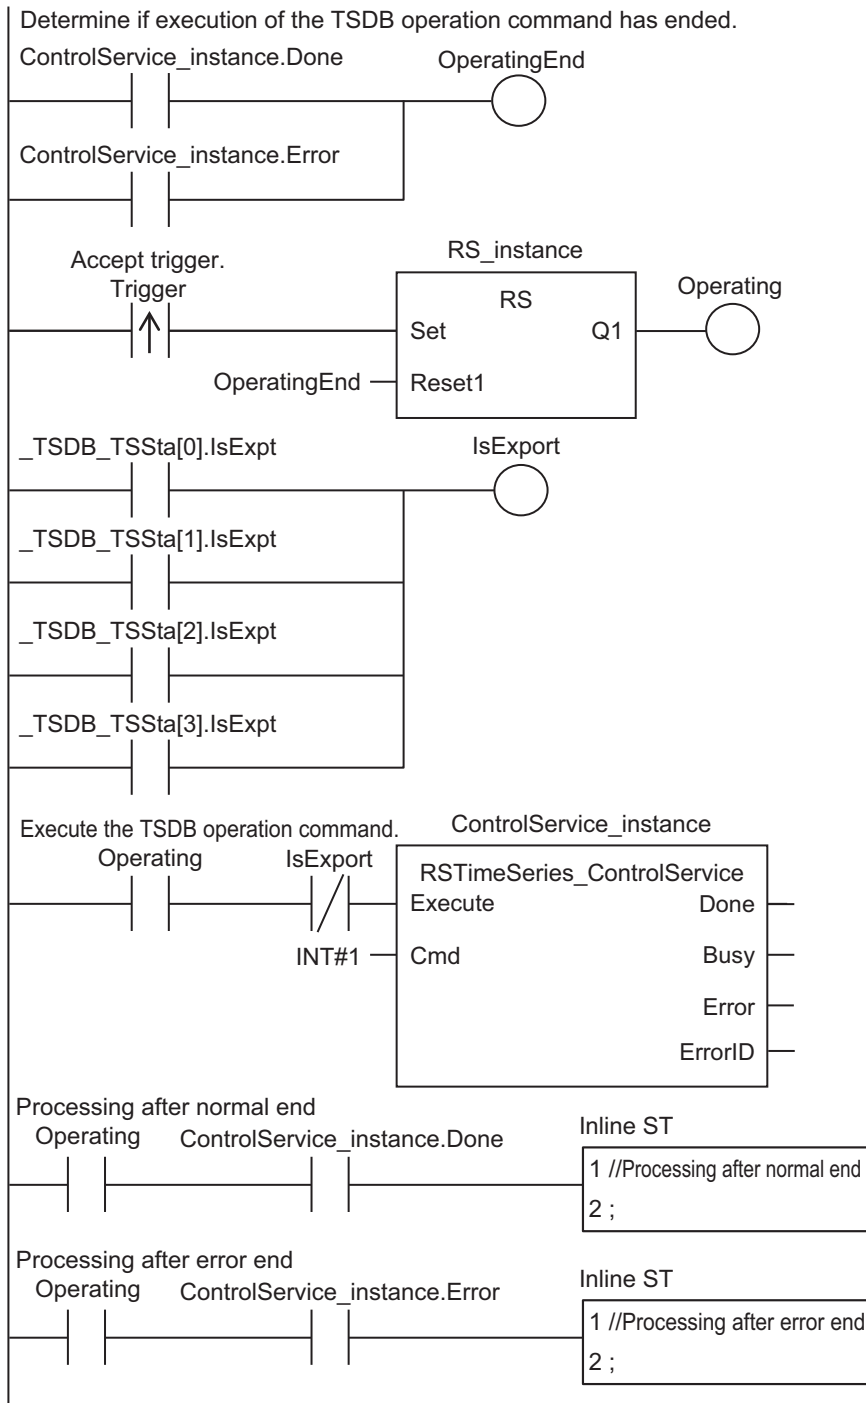 Determine if execution of the TSDB operation command has ended.
ControlService_instance.Done
OperatingEnd
ControlService_instance.Error
Accept trigger.
Trigger
RS_instance
RS
Operating
Set
Q1
OperatingEnd
Reset1
_TSDB_TSSta[0].IsExpt
IsExport
_TSDB_TSSta[1].IsExpt
_TSDB_TSSta[2].IsExpt
_TSDB_TSSta[3].IsExpt
Execute the TSDB operation command.
ControlService_instance
Operating
IsExport
RSTimeSeries_ControlService
Execute
Done
INT#1
Cmd
Busy
Error
ErrorID
Processing after normal end
Operating
ControlService_instance.Done
Inline ST
1 //Processing after normal end
2 ;
Processing after error end
Operating
ControlService_instance.Error
Inline ST
1 //Processing after error end
2 ;